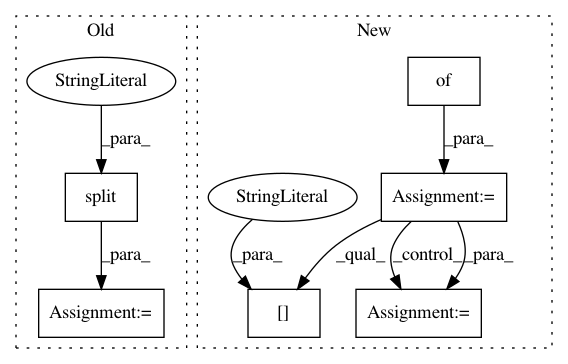 Old
New
StringLiteral
of
_para_
_para_
split
StringLiteral
Assignment:=
_para_
_para_
_qual_
_control_
_para_
Assignment:=
[]
Assignment:=